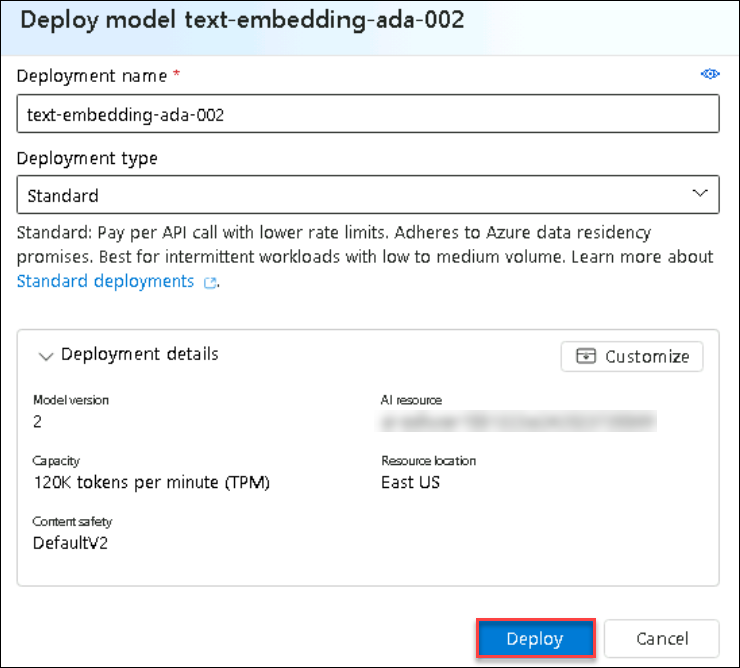 Deploy model text-embedding-ada-002
Deployment name *
text-embedding-ada-002
Deployment type
Standard
Standard: Pay per API call with lower rate limits. Adheres to Azure data residency
promises. Best for intermittent workloads with low to medium volume. Learn more about
Standard deployments .
Deployment details
Customize
Model version
2
AI resource
Capacity
120K tokens per minute (TPM)
Resource location
East US
Content safety
DefaultV2
Deploy
Cancel